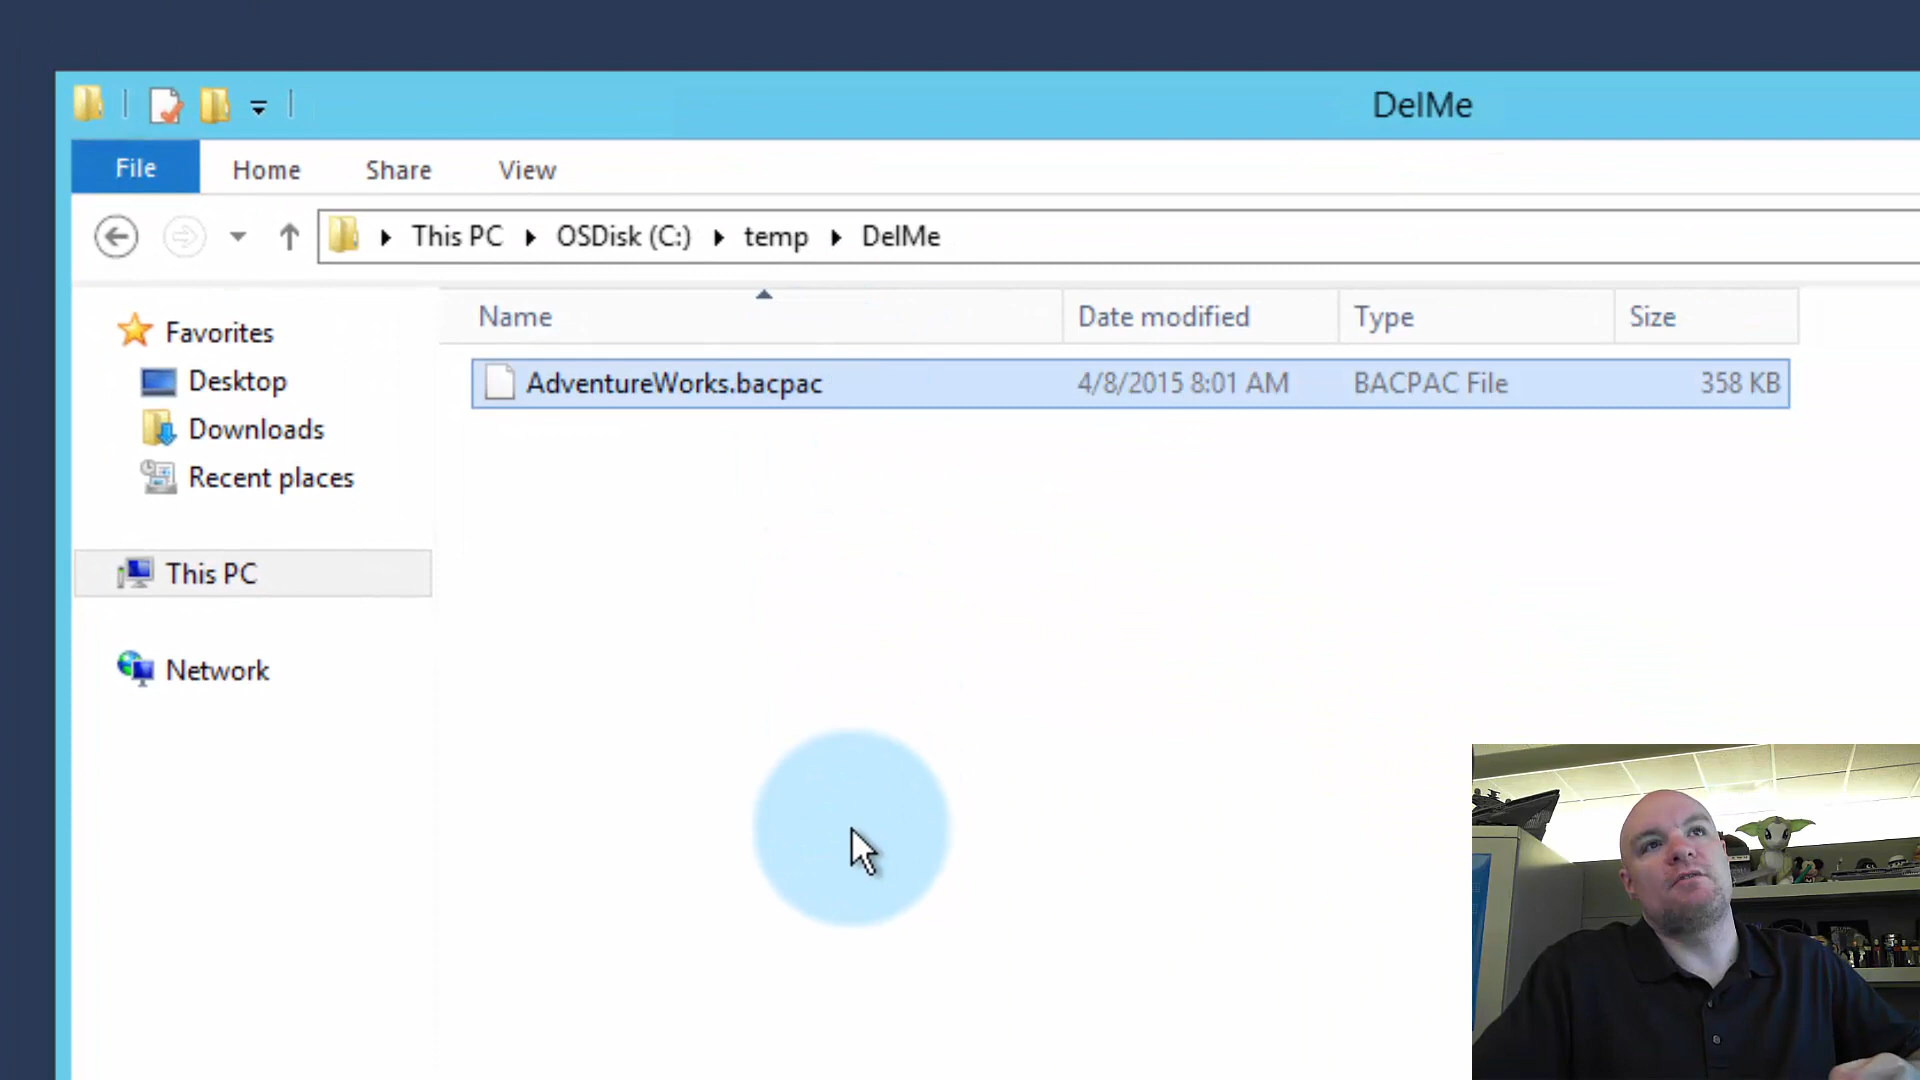 DelMe
File Home Share View
This PC OSDisk (C:) temp DelMe
Name Date modified Type Size
AdventureWorks.bacpac 4/8/2015 8:01 AM BACPAC File 358 KB
Favorites
Desktop
Downloads
Recent places
This PC
Network